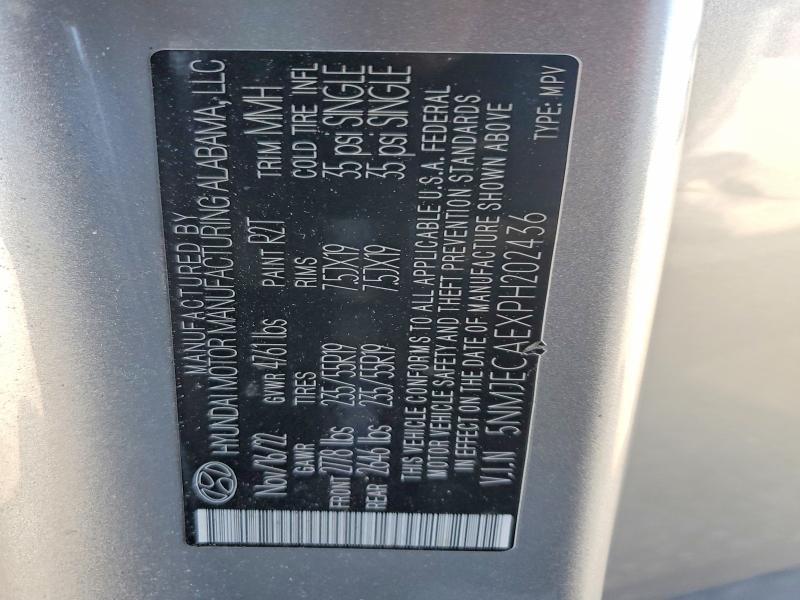 MANUFACTURED BY
HYUNDAI MOTOR MANUFACTURING ALABAMA, LLC
Nov/16/22 GVWR 4761 lbs PAINT R2T TRIM MMH
GAWR TIRES RIMS COLD TIRE INFL
FRONT 2778 lbs 235/55R19 7.5JX19 35 psi SINGLE
REAR 2646 lbs 235/55R19 7.5JX19 35 psi SINGLE
THIS VEHICLE CONFORMS TO ALL APPLICABLE U.S.A. FEDERAL
MOTOR VEHICLE SAFETY AND THEFT PREVENTION STANDARDS
IN EFFECT ON THE DATE OF MANUFACTURE SHOWN ABOVE
V.I.N 5NMJECAEXPH202436 TYPE: MPV